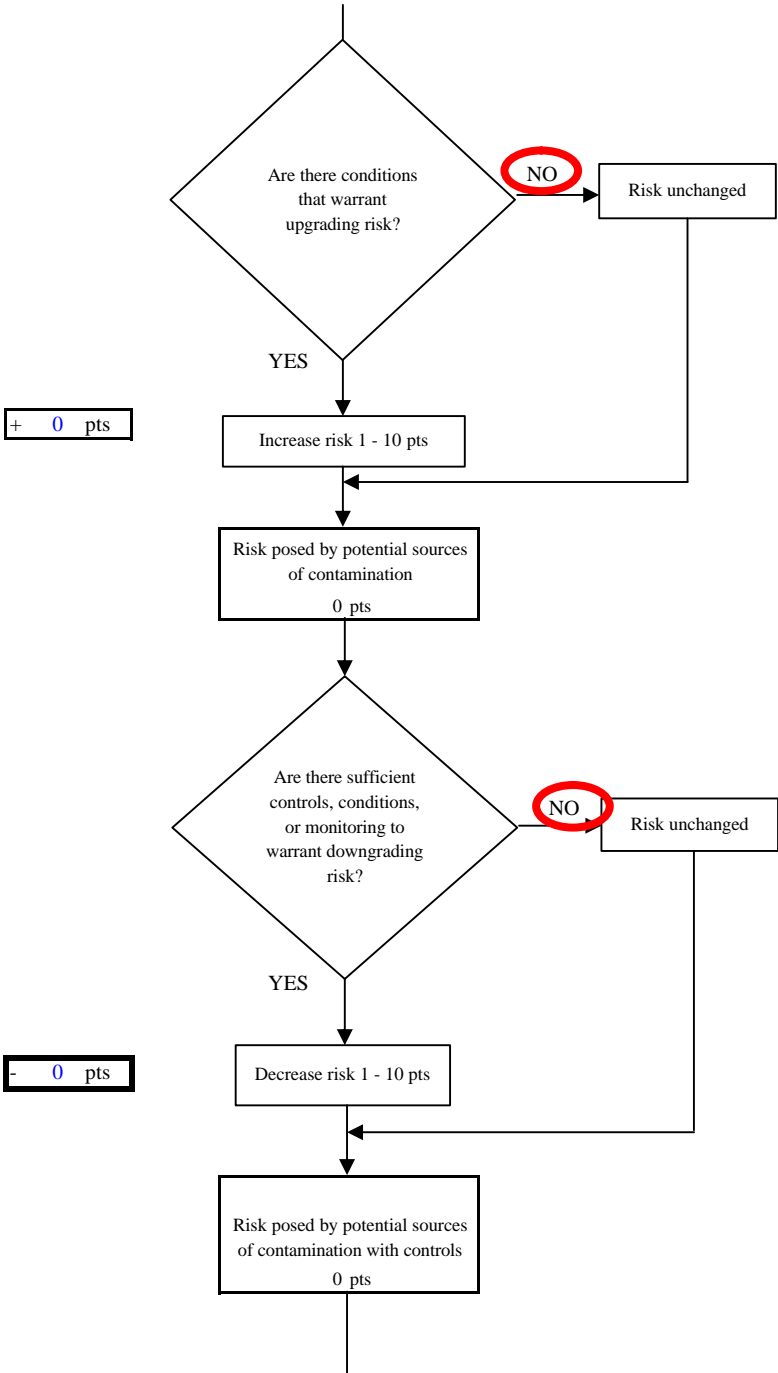 Are there conditions
that warrant
upgrading risk?
NO
Risk unchanged
YES
+ 0 pts
Increase risk 1 - 10 pts
Risk posed by potential sources
of contamination
0 pts
Are there sufficient
controls, conditions,
or monitoring to
warrant downgrading
risk?
NO
Risk unchanged
YES
- 0 pts
Decrease risk 1 - 10 pts
Risk posed by potential sources
of contamination with controls
0 pts